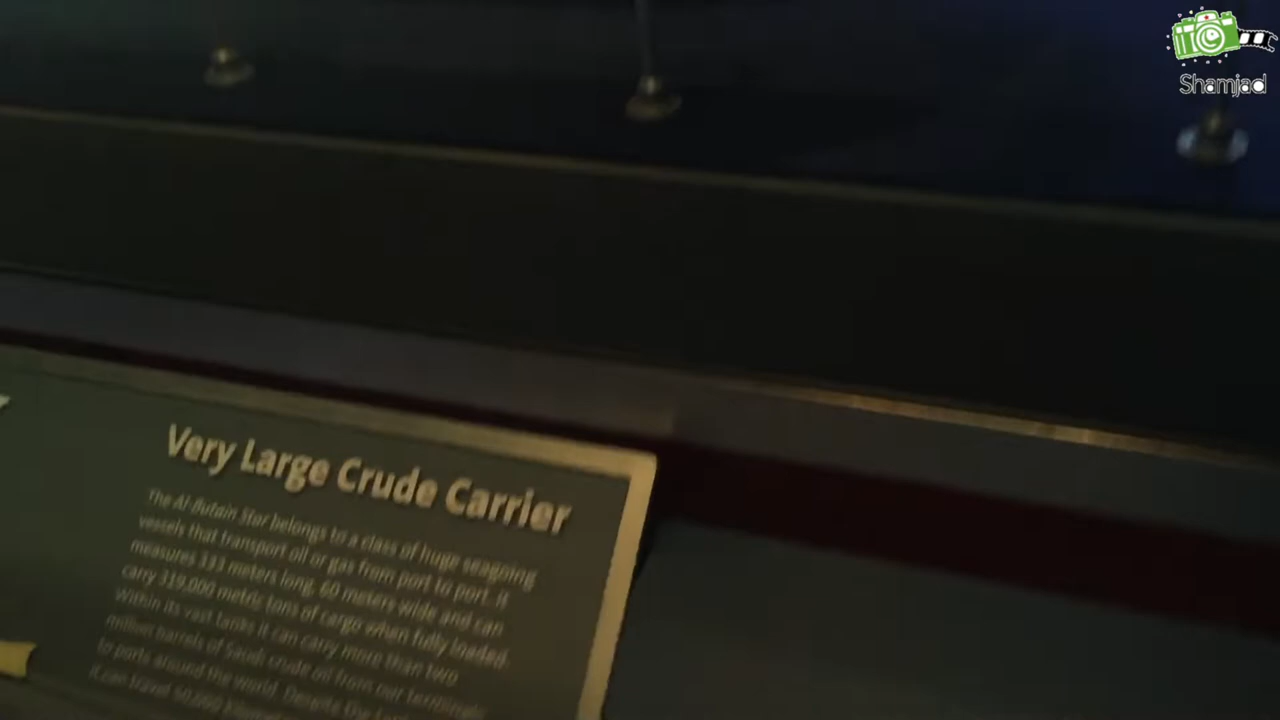 Shamjad
Very Large Crude Carrier
The Al-Butain Star belongs to a class of huge seagoing
vessels that transport oil or gas from port to port. It
measures 333 meters long, 60 meters wide and can
carry 319,000 metric tons of cargo when fully loaded.
Within its vast tanks it can carry more than two
million barrels of Saudi crude oil from our terminals
to ports around the world. Despite the